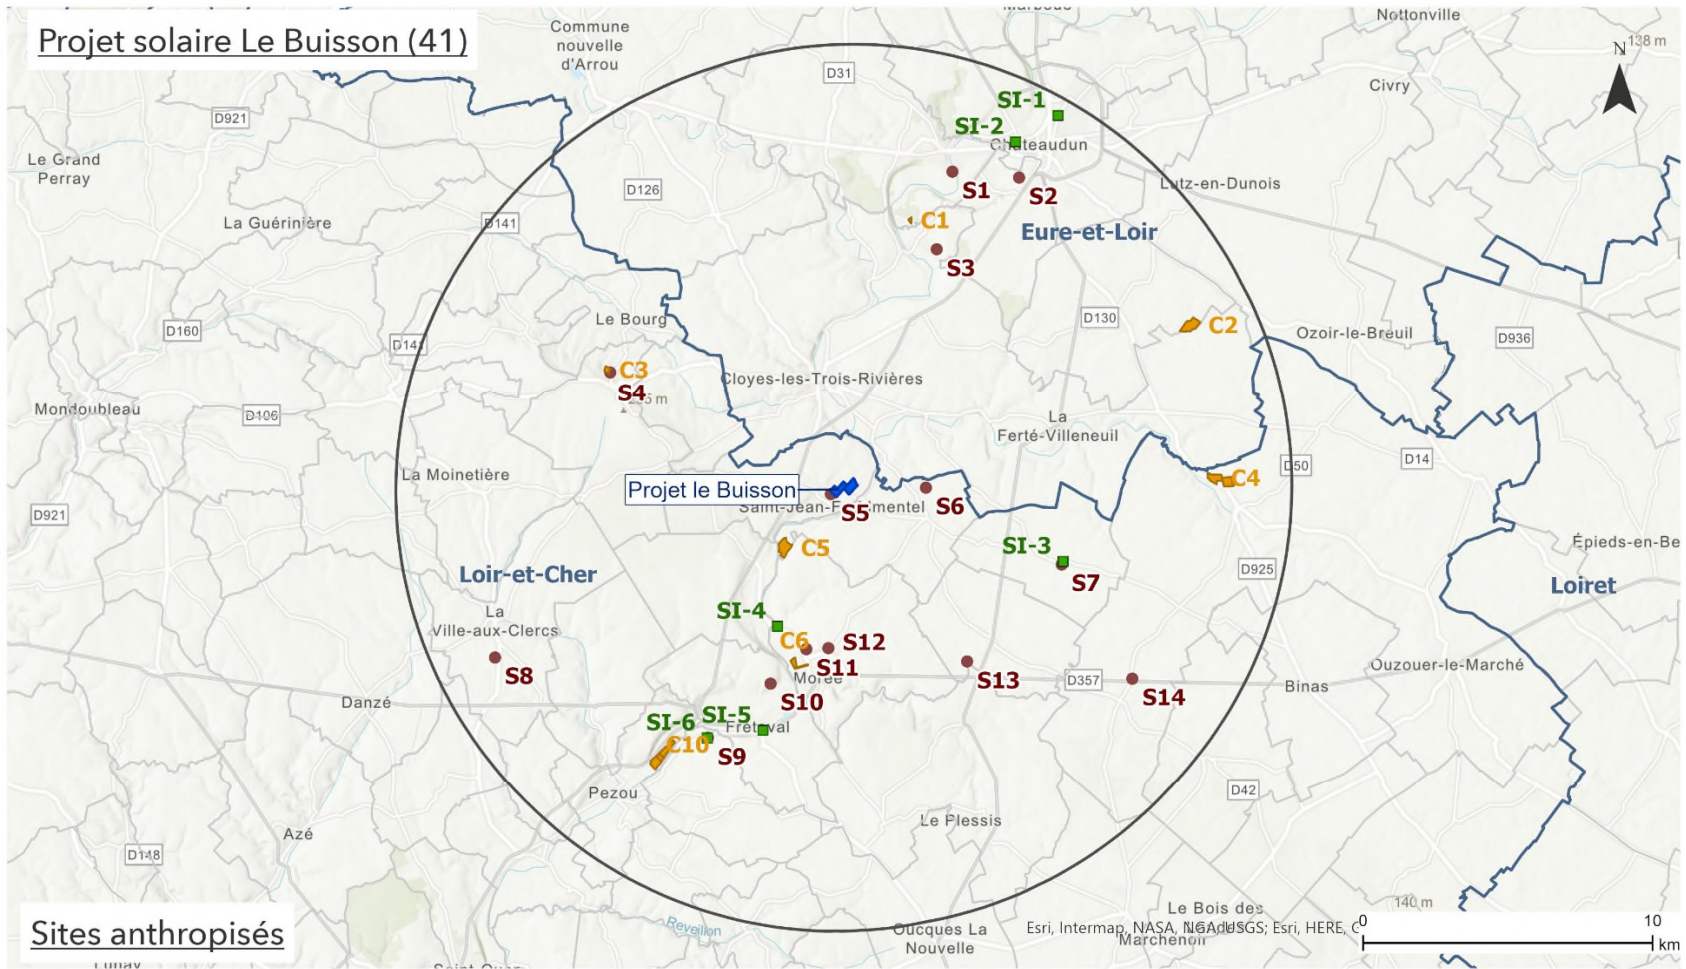 Projet solaire Le Buisson (41)
Commune
nouvelle
d'Arrou
Nottonville
N
138 m
D31
Civry
D921
SI-1
SI-2
Châteaudun
Le Grand
Perray
D126
S1
S2
Lutz-en-Dunois
La Guérinière
D141
C1
Eure-et-Loir
S3
Le Bourg
D130
C2
Ozoir-le-Breuil
D160
D936
C3
S4
Cloyes-les-Trois-Rivières
Mondoubleau
D106
La
Ferté-Villeneuil
La Moinetière
D50
D14
C4
Projet le Buisson
S5
S6
D921
C5
SI-3
S7
D925
Épieds-en-Be
Loir-et-Cher
Loiret
La
Ville-aux-Clercs
SI-4
C6
S12
S11
S8
Morée
S13
D357
S14
Ouzouer-le-Marché
Binas
Danzé
S10
SI-6
SI-5
Fréteval
C10
S9
Pezou
D42
Le Plessis
Azé
D148
Réveillon
140 m
Le Bois des
Sites anthropisés
Oucques La
Nouvelle
Esri, Intermap, NASA, NGA, USGS; Esri, HERE, G
Marchenoir
0
10
km